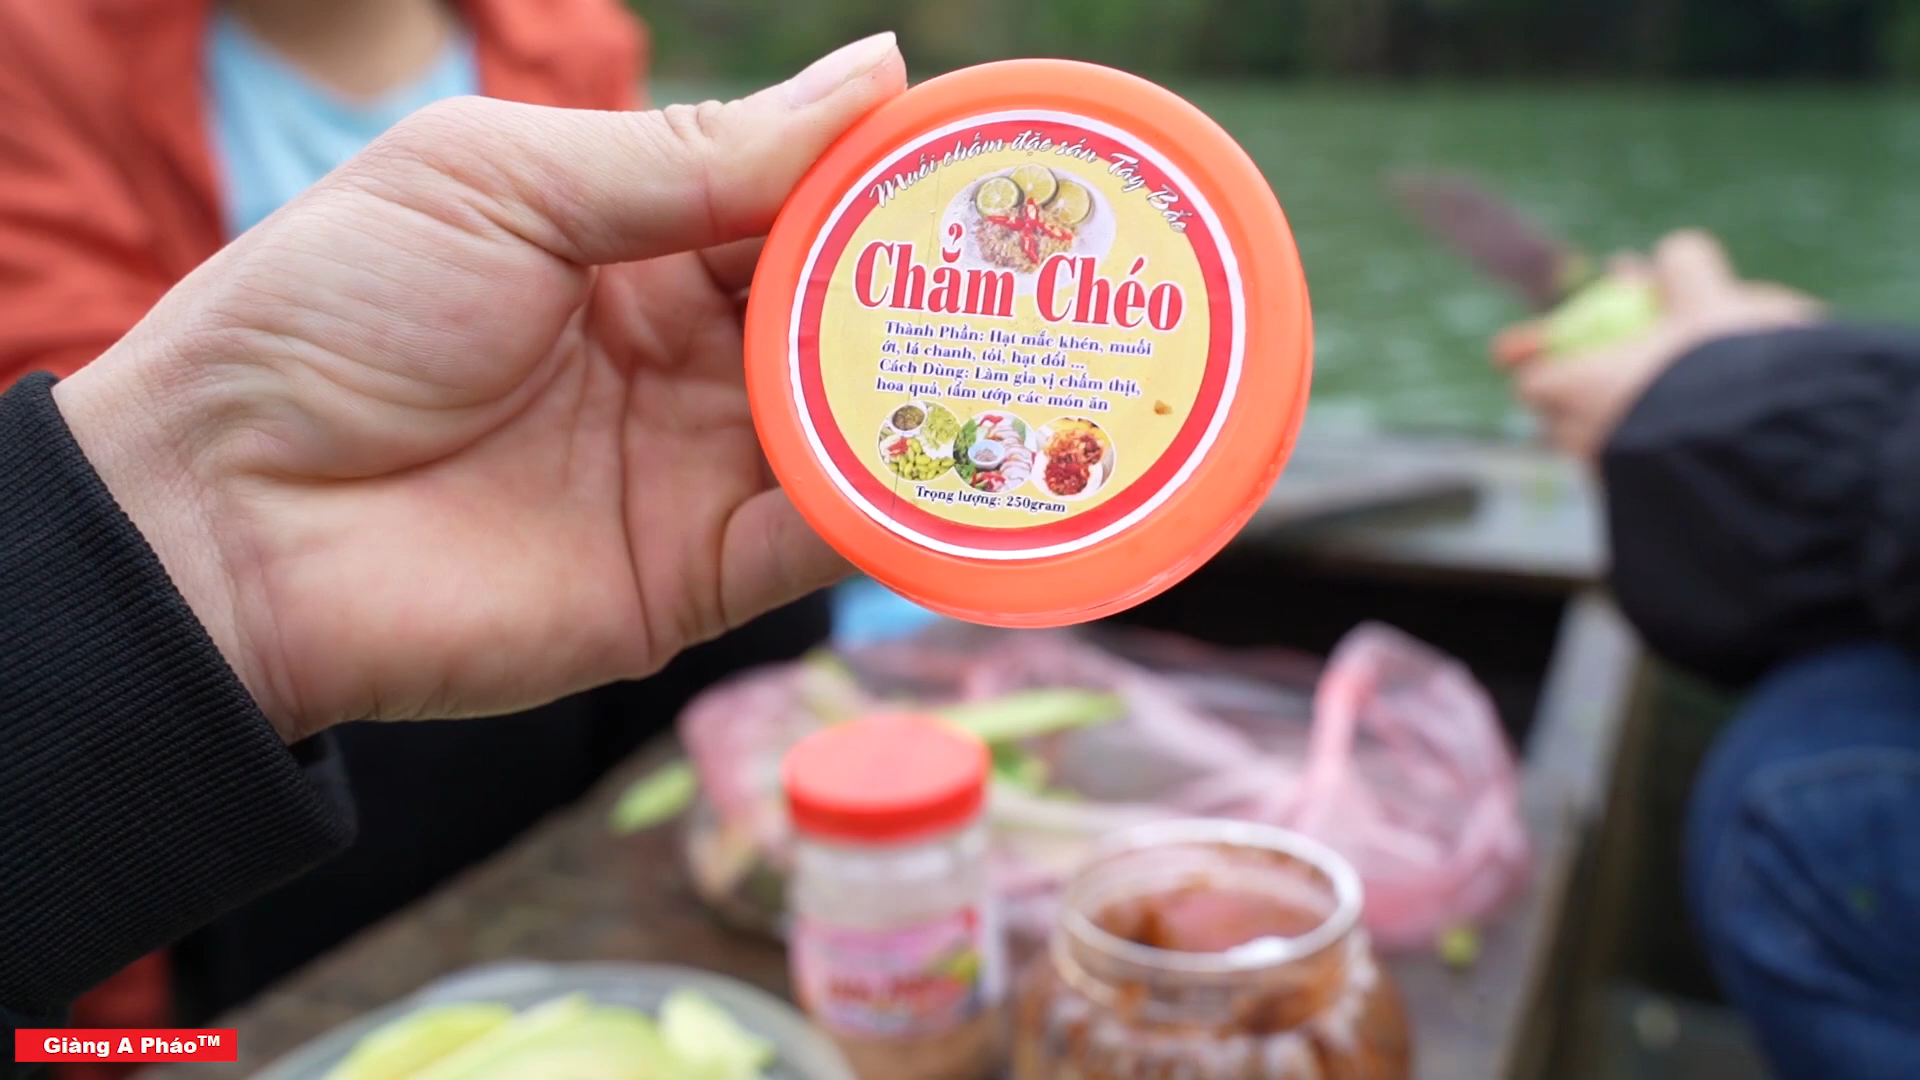 Muối chấm đặc sản Tây Bắc
Chẳm Chéo
Thành Phần: Hạt mắc khén, muối
ớt, lá chanh, tỏi, hạt dổi ...
Cách Dùng: Làm gia vị chấm thịt,
hoa quả, tẩm ướp các món ăn
Trọng lượng: 250gram
Giàng A Pháo™